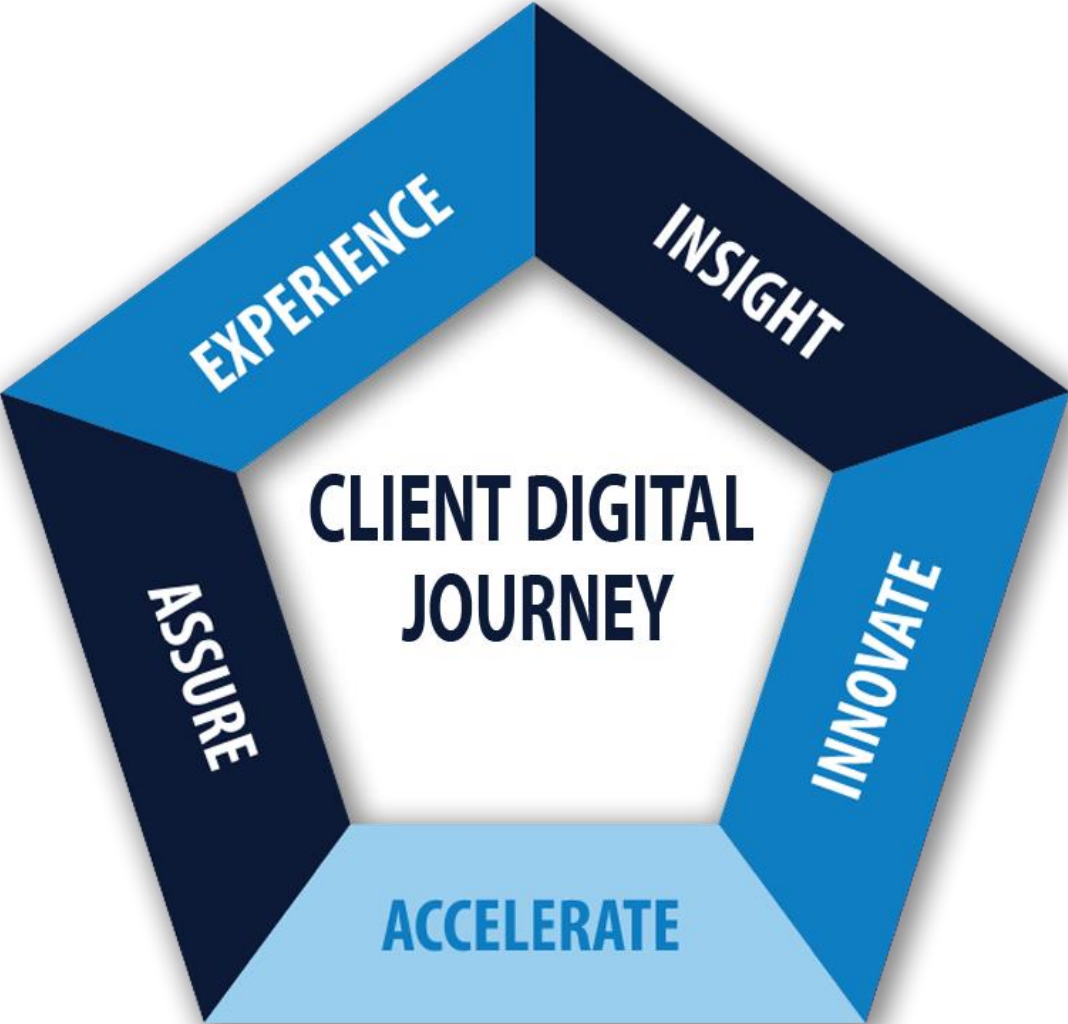 EXPERIENCE
INSIGHT
CLIENT DIGITAL
JOURNEY
ASSURE
INNOVATE
ACCELERATE